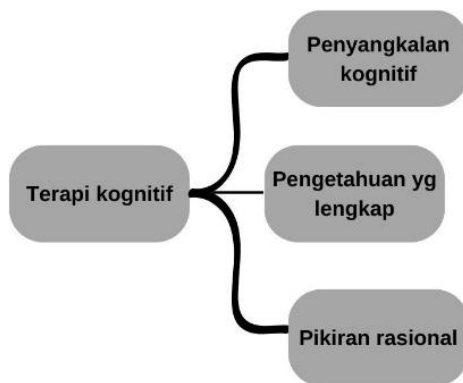 Penyangkalan
kognitif
Terapi kognitif
Pengetahuan yg
lengkap
Pikiran rasional